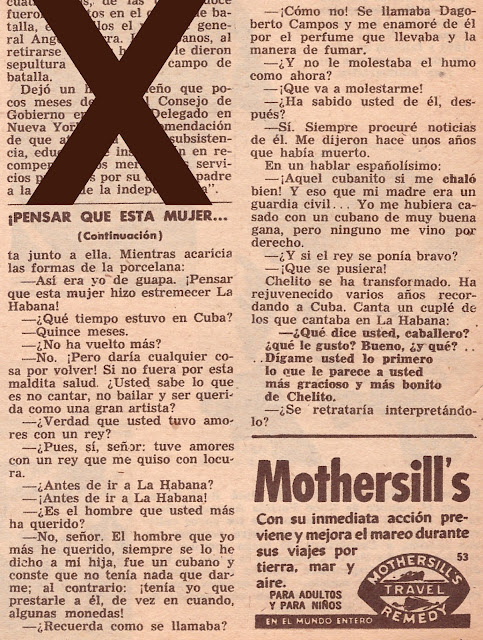 de las
en el de ba-
talla, los el gene-
ral al
retirarse le dieron
sepultura campo de
batalla.
Dejó un que po-
cos meses Consejo de
Gobierno Delegado en
Nueva
de que subsisten-
cia, en re-
servi-
cios por su padre
a la de la
¡PENSAR QUE ESTA MUJER...
(Continuación)
ta junto a ella. Mientras acaricia
las formas de la porcelana:
—Así era yo de guapa. ¡Pensar
que esta mujer hizo estremecer La
Habana!
—¿Qué tiempo estuvo en Cuba?
—Quince meses.
—¿No ha vuelto más?
—No. ¡Pero daría cualquier co-
sa por volver! Si no fuera por esta
maldita salud. ¿Usted sabe lo que
es no cantar, no bailar y ser queri-
da como una gran artista?
—¿Verdad que usted tuvo amo-
res con un rey?
—¿Pues, sí, señor: tuve amores
con un rey que me quiso con locu-
ra.
—¿Antes de ir a La Habana?
—¡Antes de ir a La Habana!
—¿Es el hombre que usted más
ha querido?
—No, señor. El hombre que yo
más he querido, siempre se lo he
dicho a mi hija, fue un cubano y
conste que no tenía nada que dar-
me; al contrario: ¡tenía yo que
prestarle a él, de vez en cuando,
algunas monedas!
—¿Recuerda como se llamaba?
—¡Cómo no! Se llamaba Dago-
berto Campos y me enamoré de él
por el perfume que llevaba y la
manera de fumar.
—¿Y no le molestaba el humo
como ahora?
—¡Que va a molestarme!
—¿Ha sabido usted de él, des-
pués?
—Sí. Siempre procuré noticias
de él. Me dijeron hace unos años
que había muerto.
En un hablar españolísimo:
—¡Aquel cubanito si me chaló
bien! Y eso que mi madre era un
guardia civil... Yo me hubiera ca-
sado con un cubano de muy buena
gana, pero ninguno me vino por
derecho.
—¿Y si el rey se ponía bravo?
—¡Que se pusiera!
Chelito se ha transformado. Ha
rejuvenecido varios años recor-
dando a Cuba. Canta un cuplé de
los que cantaba en La Habana:
—¿Qué dice usted, caballero?
¿qué le gusto? Bueno, ¿y qué? ..
..Dígame usted lo primero
lo que le parece a usted
más gracioso y más bonito
de Chelito.
—¿Se retrataría interpretándo-
lo?
Mothersill's
Con su inmediata acción pre-
viene y mejora el mareo durante
sus viajes por
tierra, mar y
aire.
PARA ADULTOS
Y PARA NIÑOS
EN EL MUNDO ENTERO
53
MOTHERSILL'S
TRAVEL
REMEDY